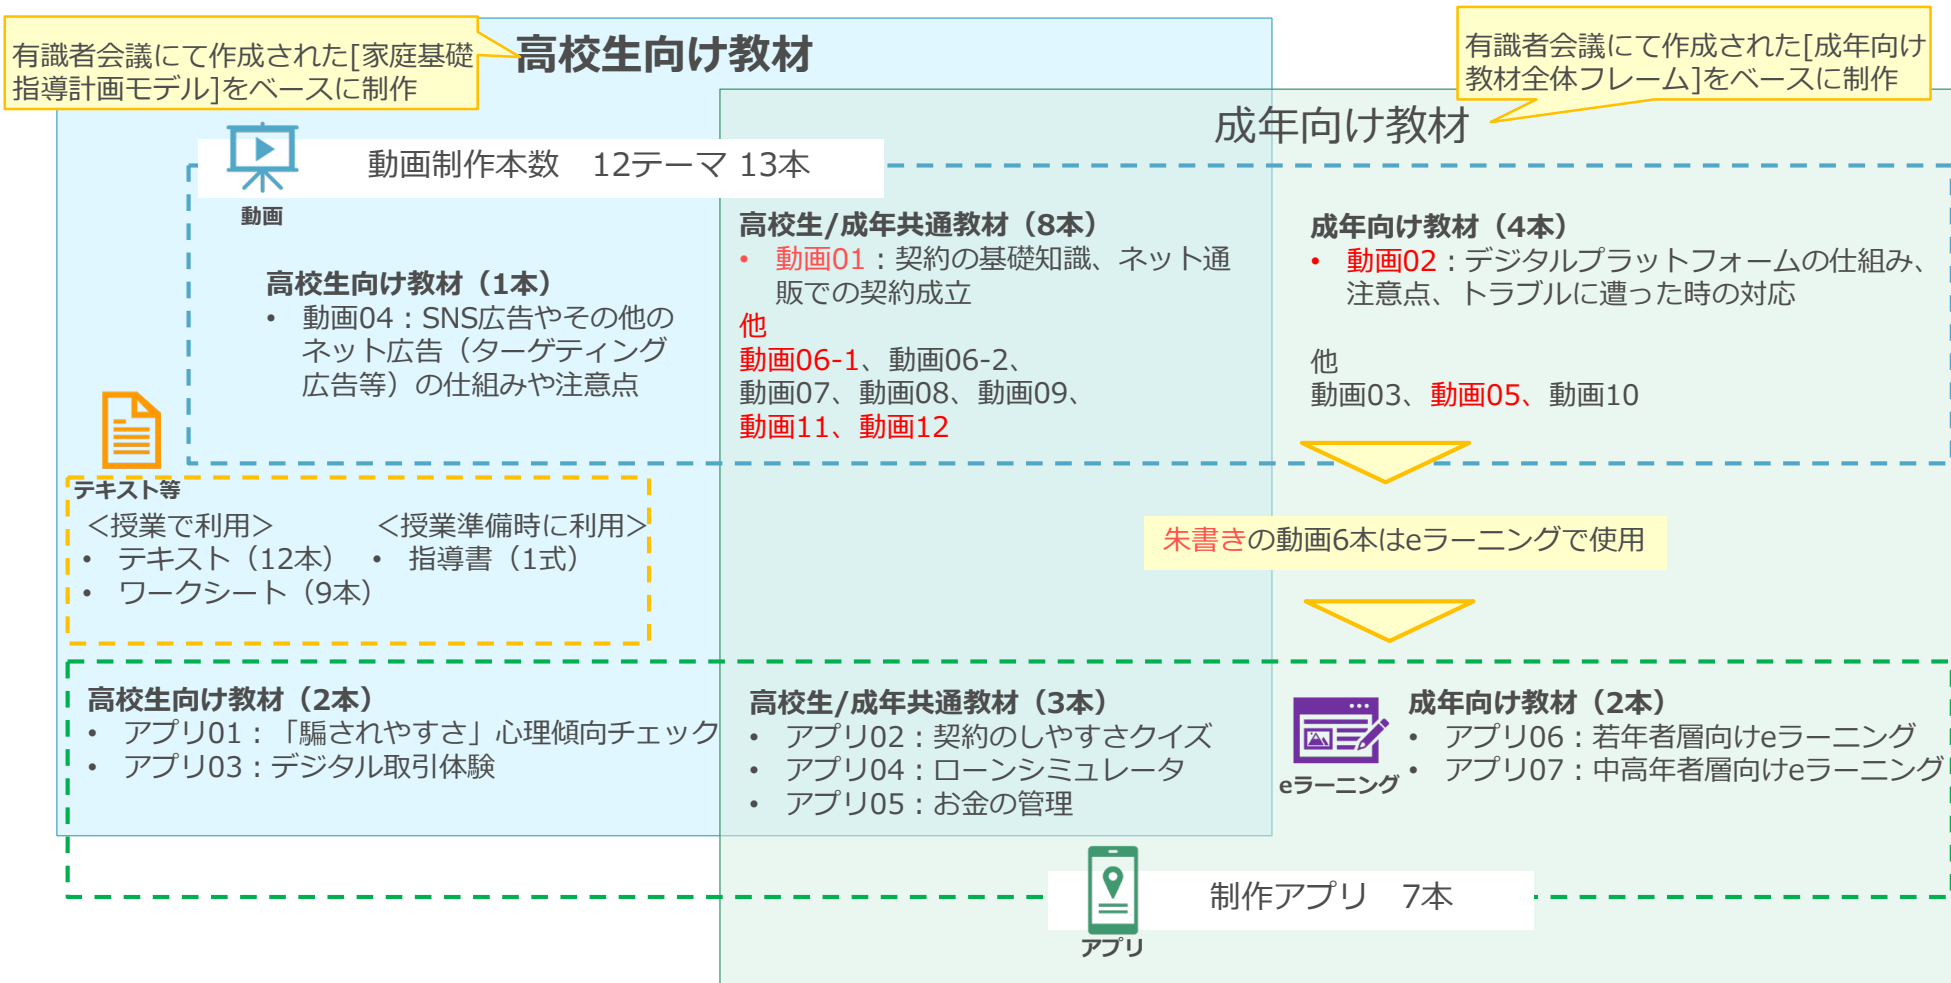 有識者会議にて作成された[家庭基礎
指導計画モデル]をベースに制作
高校生向け教材
有識者会議にて作成された[成年向け
教材全体フレーム]をベースに制作
成年向け教材
動画制作本数　12テーマ 13本
動画
高校生向け教材（1本）
• 動画04：SNS広告やその他の
ネット広告（ターゲティング
広告等）の仕組みや注意点
高校生/成年共通教材（8本）
• 動画01：契約の基礎知識、ネット通
販での契約成立
他
動画06-1、動画06-2、
動画07、動画08、動画09、
動画11、動画12
成年向け教材（4本）
• 動画02：デジタルプラットフォームの仕組み、
注意点、トラブルに遭った時の対応
他
動画03、動画05、動画10
テキスト等
＜授業で利用＞
• テキスト（12本）
• ワークシート（9本）
＜授業準備時に利用＞
• 指導書（1式）
朱書きの動画6本はeラーニングで使用
高校生向け教材（2本）
• アプリ01：「騙されやすさ」心理傾向チェック
• アプリ03：デジタル取引体験
高校生/成年共通教材（3本）
• アプリ02：契約のしやすさクイズ
• アプリ04：ローンシミュレータ
• アプリ05：お金の管理
eラーニング
成年向け教材（2本）
• アプリ06：若年者層向けeラーニング
• アプリ07：中高年者層向けeラーニング
制作アプリ　7本
アプリ